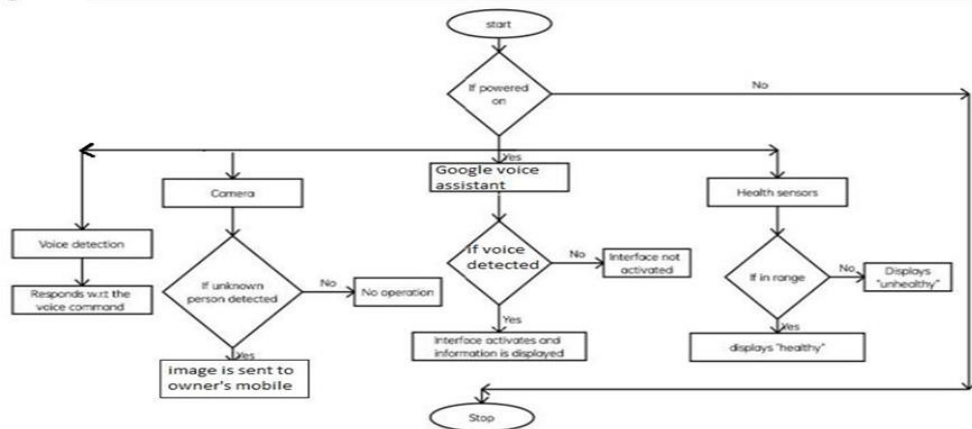 start
If powered
on
No
Yes
Google voice
assistant
Camera
Health sensors
Voice detection
If voice
detected
No
Interface not
activated
If in range
No
Displays
"unhealthy"
Responds w.r.t the
voice command
If unknown
person detected
No
No operation
Yes
Interface activates and
information is displayed
Yes
displays "healthy"
Yes
image is sent to
owner's mobile
Stop